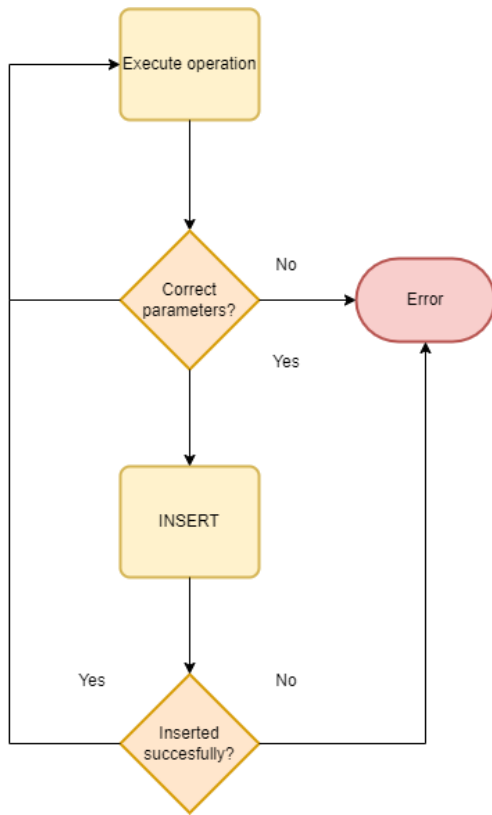 Execute operation
No
Correct
parameters?
Error
Yes
INSERT
Yes
No
Inserted
succesfully?